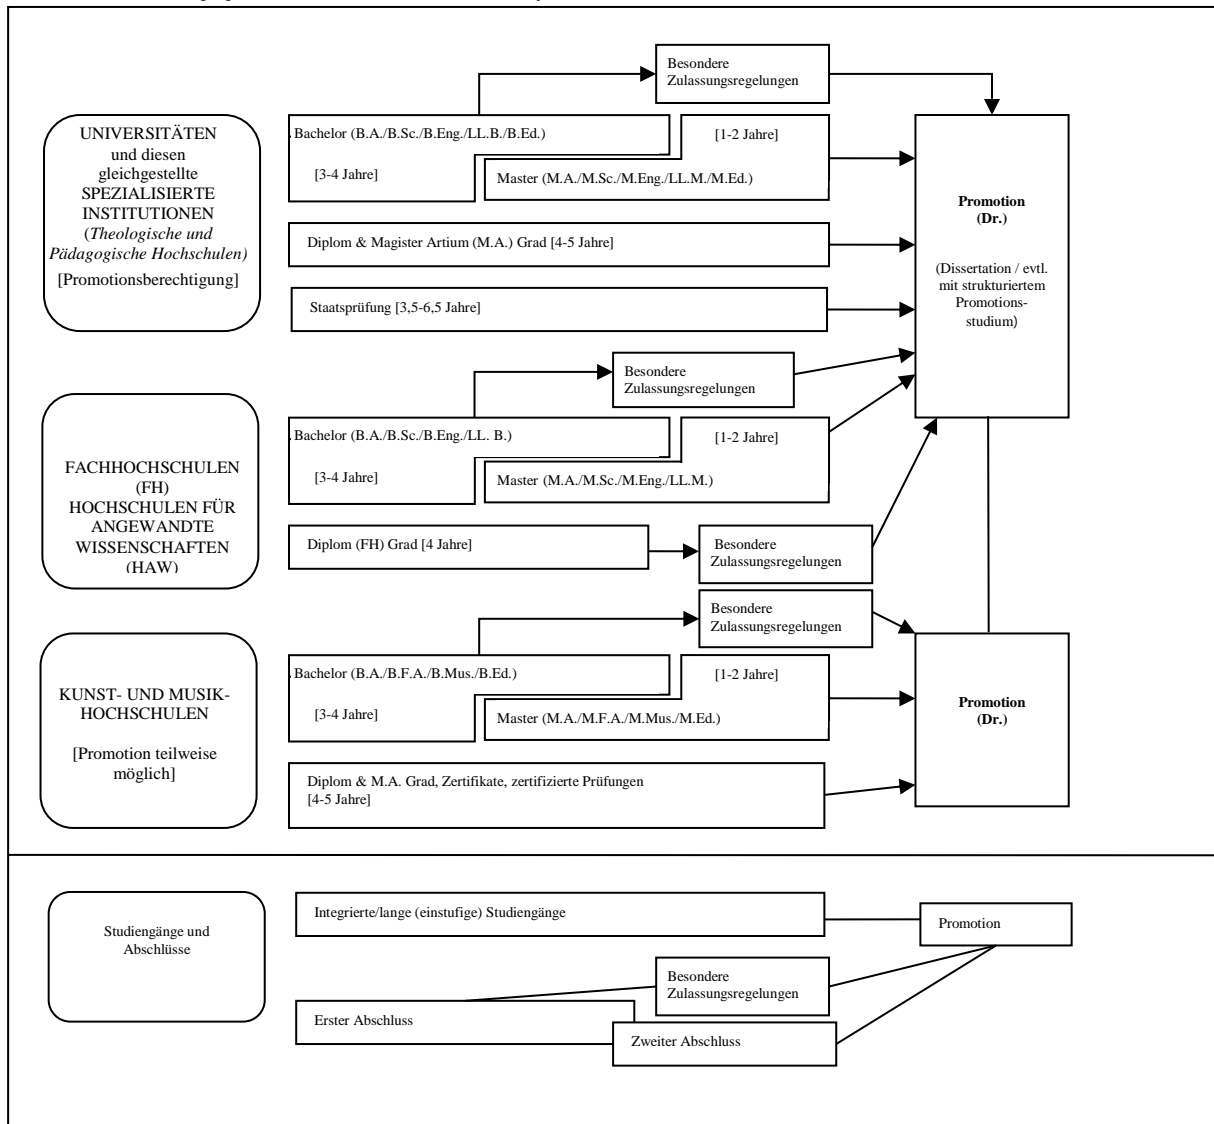 Besondere
Zulassungsregelungen
UNIVERSITÄTEN
und diesen
gleichgestellte
SPEZIALISIERTE
INSTITUTIONEN
(Theologische und
Pädagogische Hochschulen)
[Promotionsberechtigung]
Bachelor (B.A./B.Sc./B.Eng./LL.B./B.Ed.)
[1-2 Jahre]
[3-4 Jahre]
Master (M.A./M.Sc./M.Eng./LL.M./M.Ed.)
Diplom & Magister Artium (M.A.) Grad [4-5 Jahre]
Staatsprüfung [3,5-6,5 Jahre]
Promotion
(Dr.)
(Dissertation / evtl.
mit strukturiertem
Promotions-
studium)
Besondere
Zulassungsregelungen
FACHHOCHSCHULEN
(FH)
HOCHSCHULEN FÜR
ANGEWANDTE
WISSENSCHAFTEN
(HAW)
Bachelor (B.A./B.Sc./B.Eng./LL. B.)
[1-2 Jahre]
[3-4 Jahre]
Master (M.A./M.Sc./M.Eng./LL.M.)
Diplom (FH) Grad [4 Jahre]
Besondere
Zulassungsregelungen
Besondere
Zulassungsregelungen
KUNST- UND MUSIK-
HOCHSCHULEN
[Promotion teilweise
möglich]
Bachelor (B.A./B.F.A./B.Mus./B.Ed.)
[1-2 Jahre]
[3-4 Jahre]
Master (M.A./M.F.A./M.Mus./M.Ed.)
Diplom & M.A. Grad, Zertifikate, zertifizierte Prüfungen
[4-5 Jahre]
Promotion
(Dr.)
Studiengänge und
Abschlüsse
Integrierte/lange (einstufige) Studiengänge
Promotion
Besondere
Zulassungsregelungen
Erster Abschluss
Zweiter Abschluss